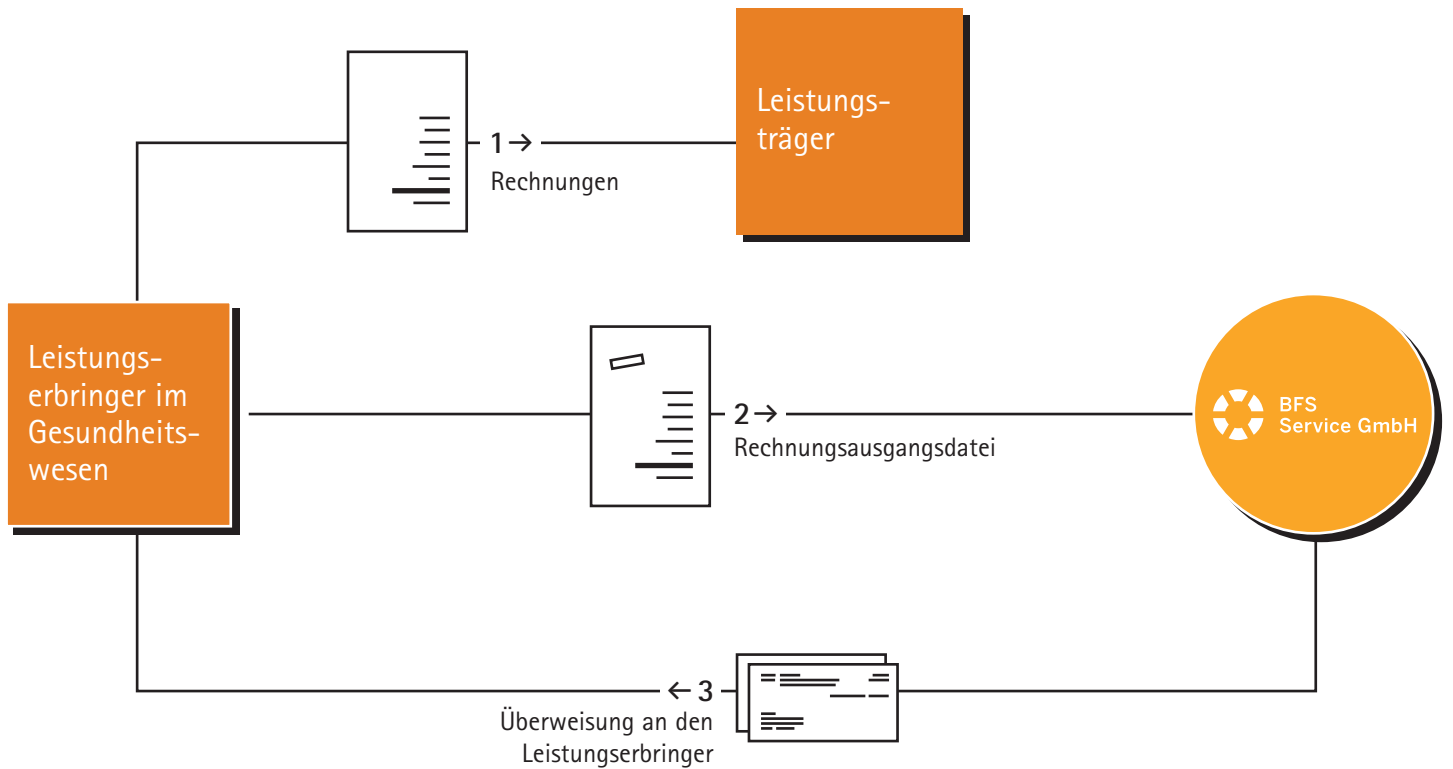 Leistungs-
träger
1 →
Rechnungen
Leistungs-
erbringer im
Gesundheits-
wesen
2 →
Rechnungsausgangsdatei
BFS
Service GmbH
← 3
Überweisung an den
Leistungserbringer